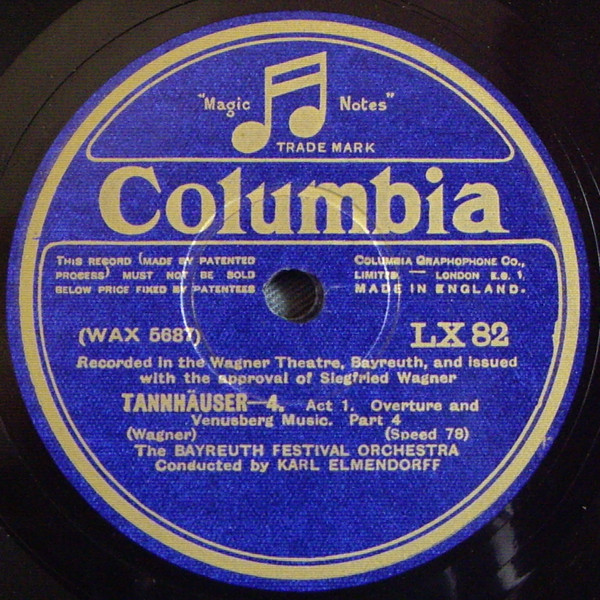 "Magic Notes"
TRADE MARK
Columbia
THIS RECORD (MADE BY PATENTED
PROCESS) MUST NOT BE SOLD
BELOW PRICE FIXED BY PATENTEES
COLUMBIA GRAPHOPHONE CO.,
LIMITED, — LONDON E.C. 1.
MADE IN ENGLAND.
(WAX 5687) LX 82
Recorded in the Wagner Theatre, Bayreuth, and issued
with the approval of Siegfried Wagner
TANNHÄUSER—4. Act 1. Overture and
Venusberg Music. Part 4
(Wagner) (Speed 78)
The BAYREUTH FESTIVAL ORCHESTRA
Conducted by KARL ELMENDORFF